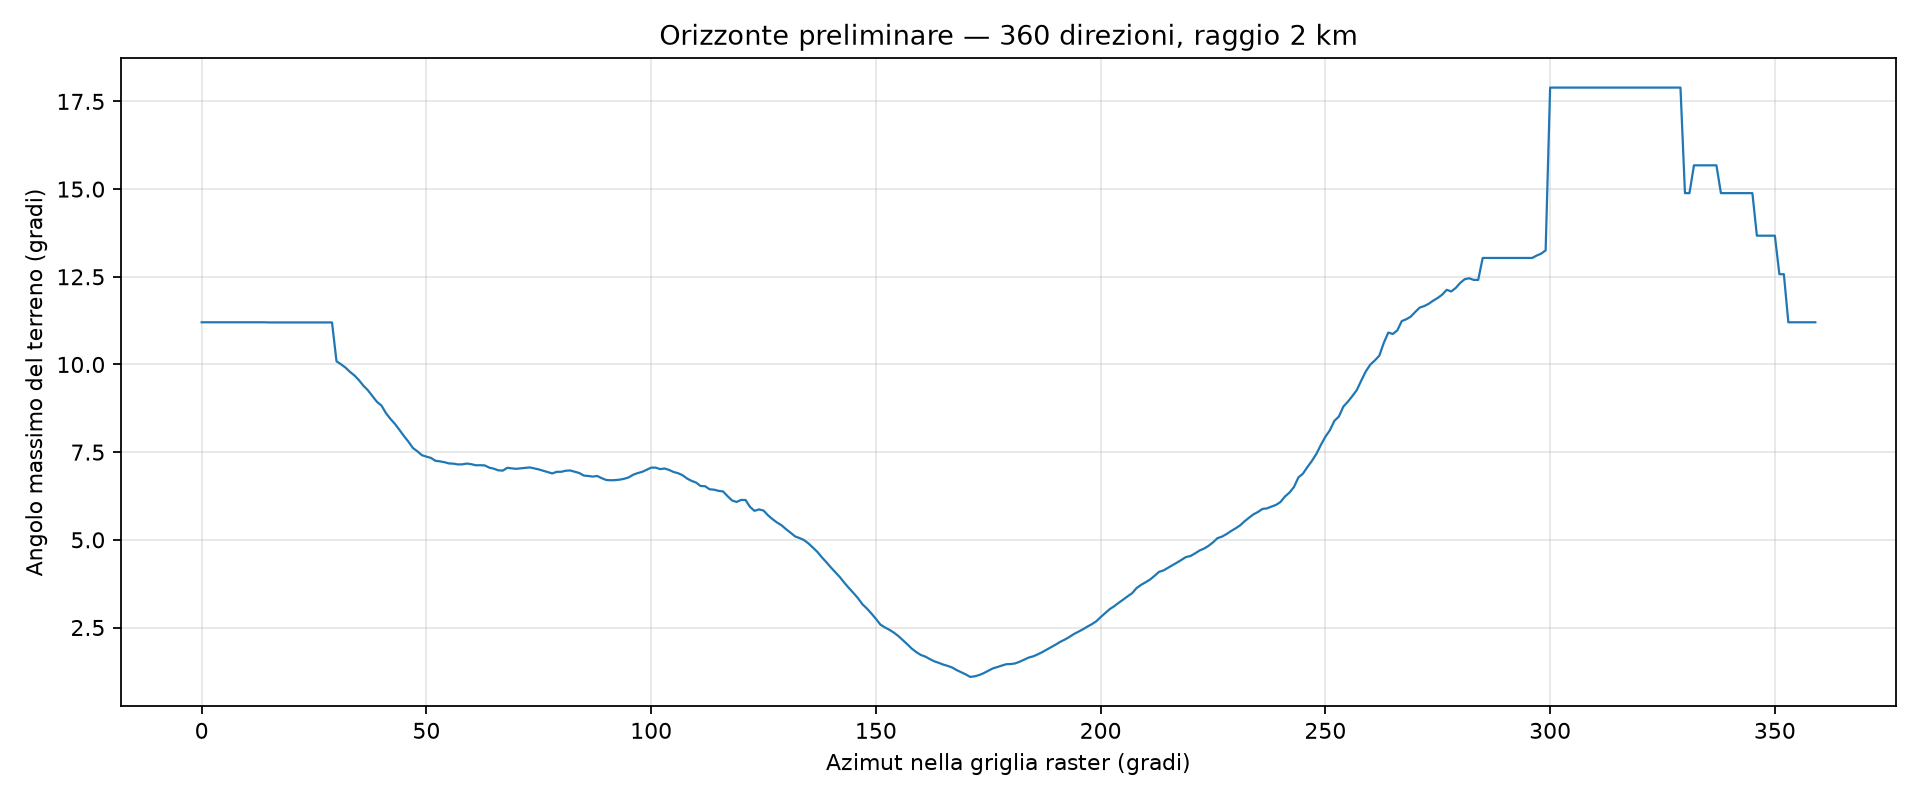 Orizzonte preliminare — 360 direzioni, raggio 2 km
Angolo massimo del terreno (gradi)
17.5
15.0
12.5
10.0
7.5
5.0
2.5
0 50 100 150 200 250 300 350
Azimut nella griglia raster (gradi)